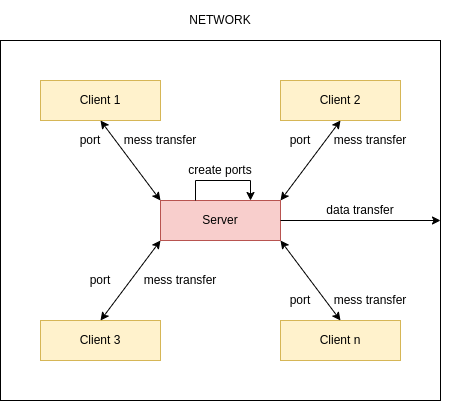 NETWORK
Client 1
Client 2
port
mess transfer
port
mess transfer
create ports
Server
data transfer
port
mess transfer
port
mess transfer
Client 3
Client n